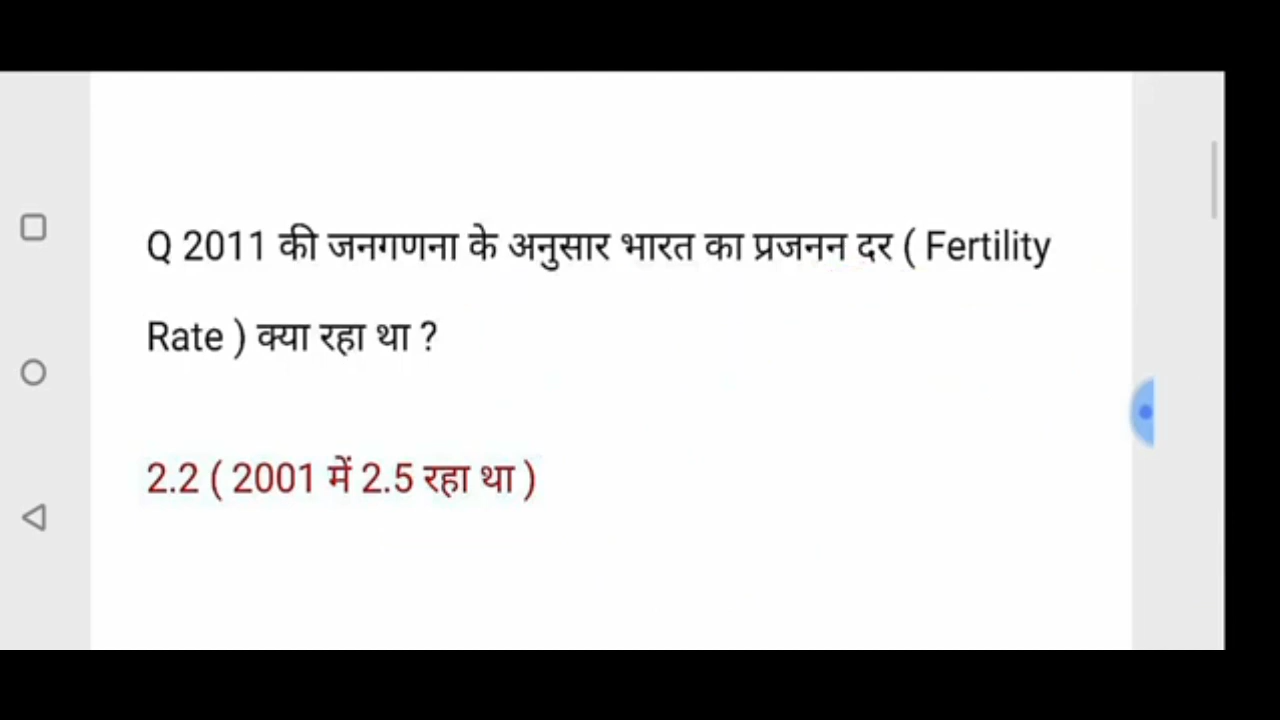 Q 2011 की जनगणना के अनुसार भारत का प्रजनन दर ( Fertility
Rate ) क्या रहा था ?
2.2 ( 2001 में 2.5 रहा था )